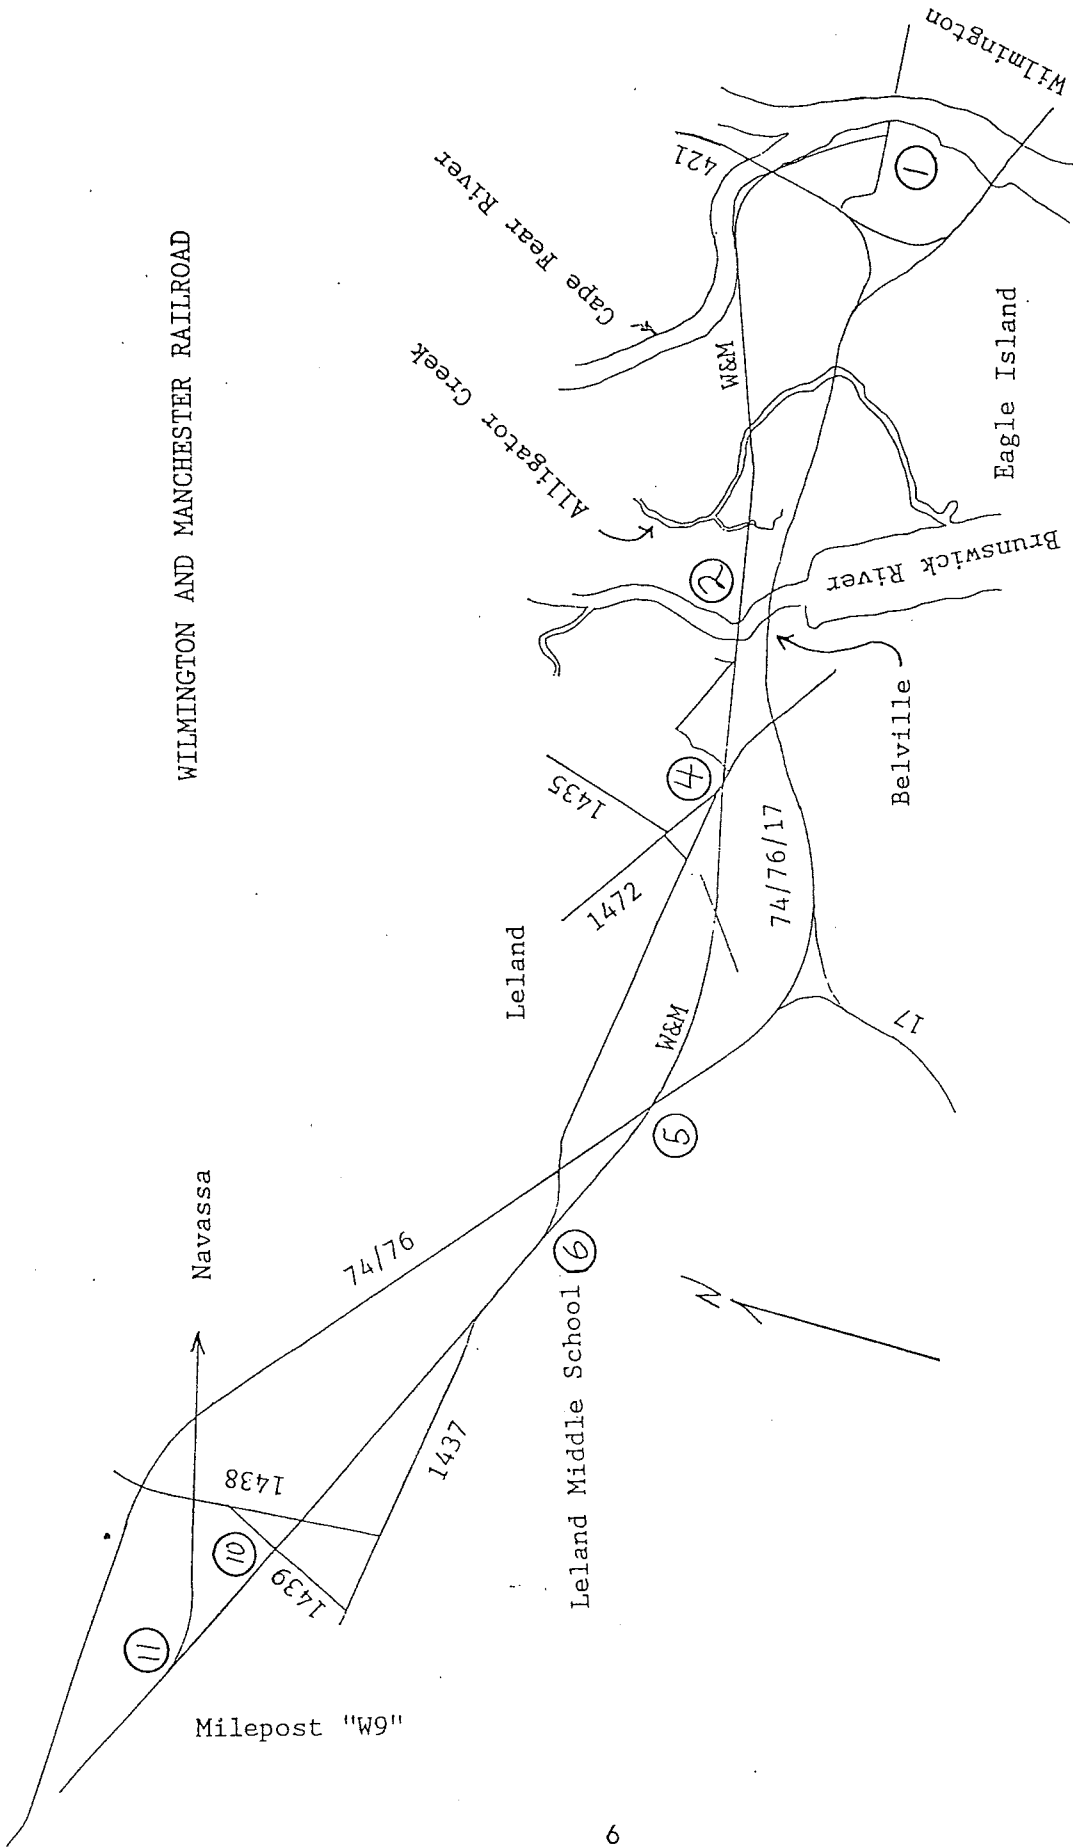 WILMINGTON AND MANCHESTER RAILROAD
Wilmington
Cape Fear River
421
1
Alligator Creek
W&M
Eagle Island
2
Brunswick River
Belville
4
1435
1472
Leland
74/76/17
W&M
17
5
Navassa
74/76
6
Leland Middle School
N
1437
1438
10
1439
11
Milepost "W9"
6